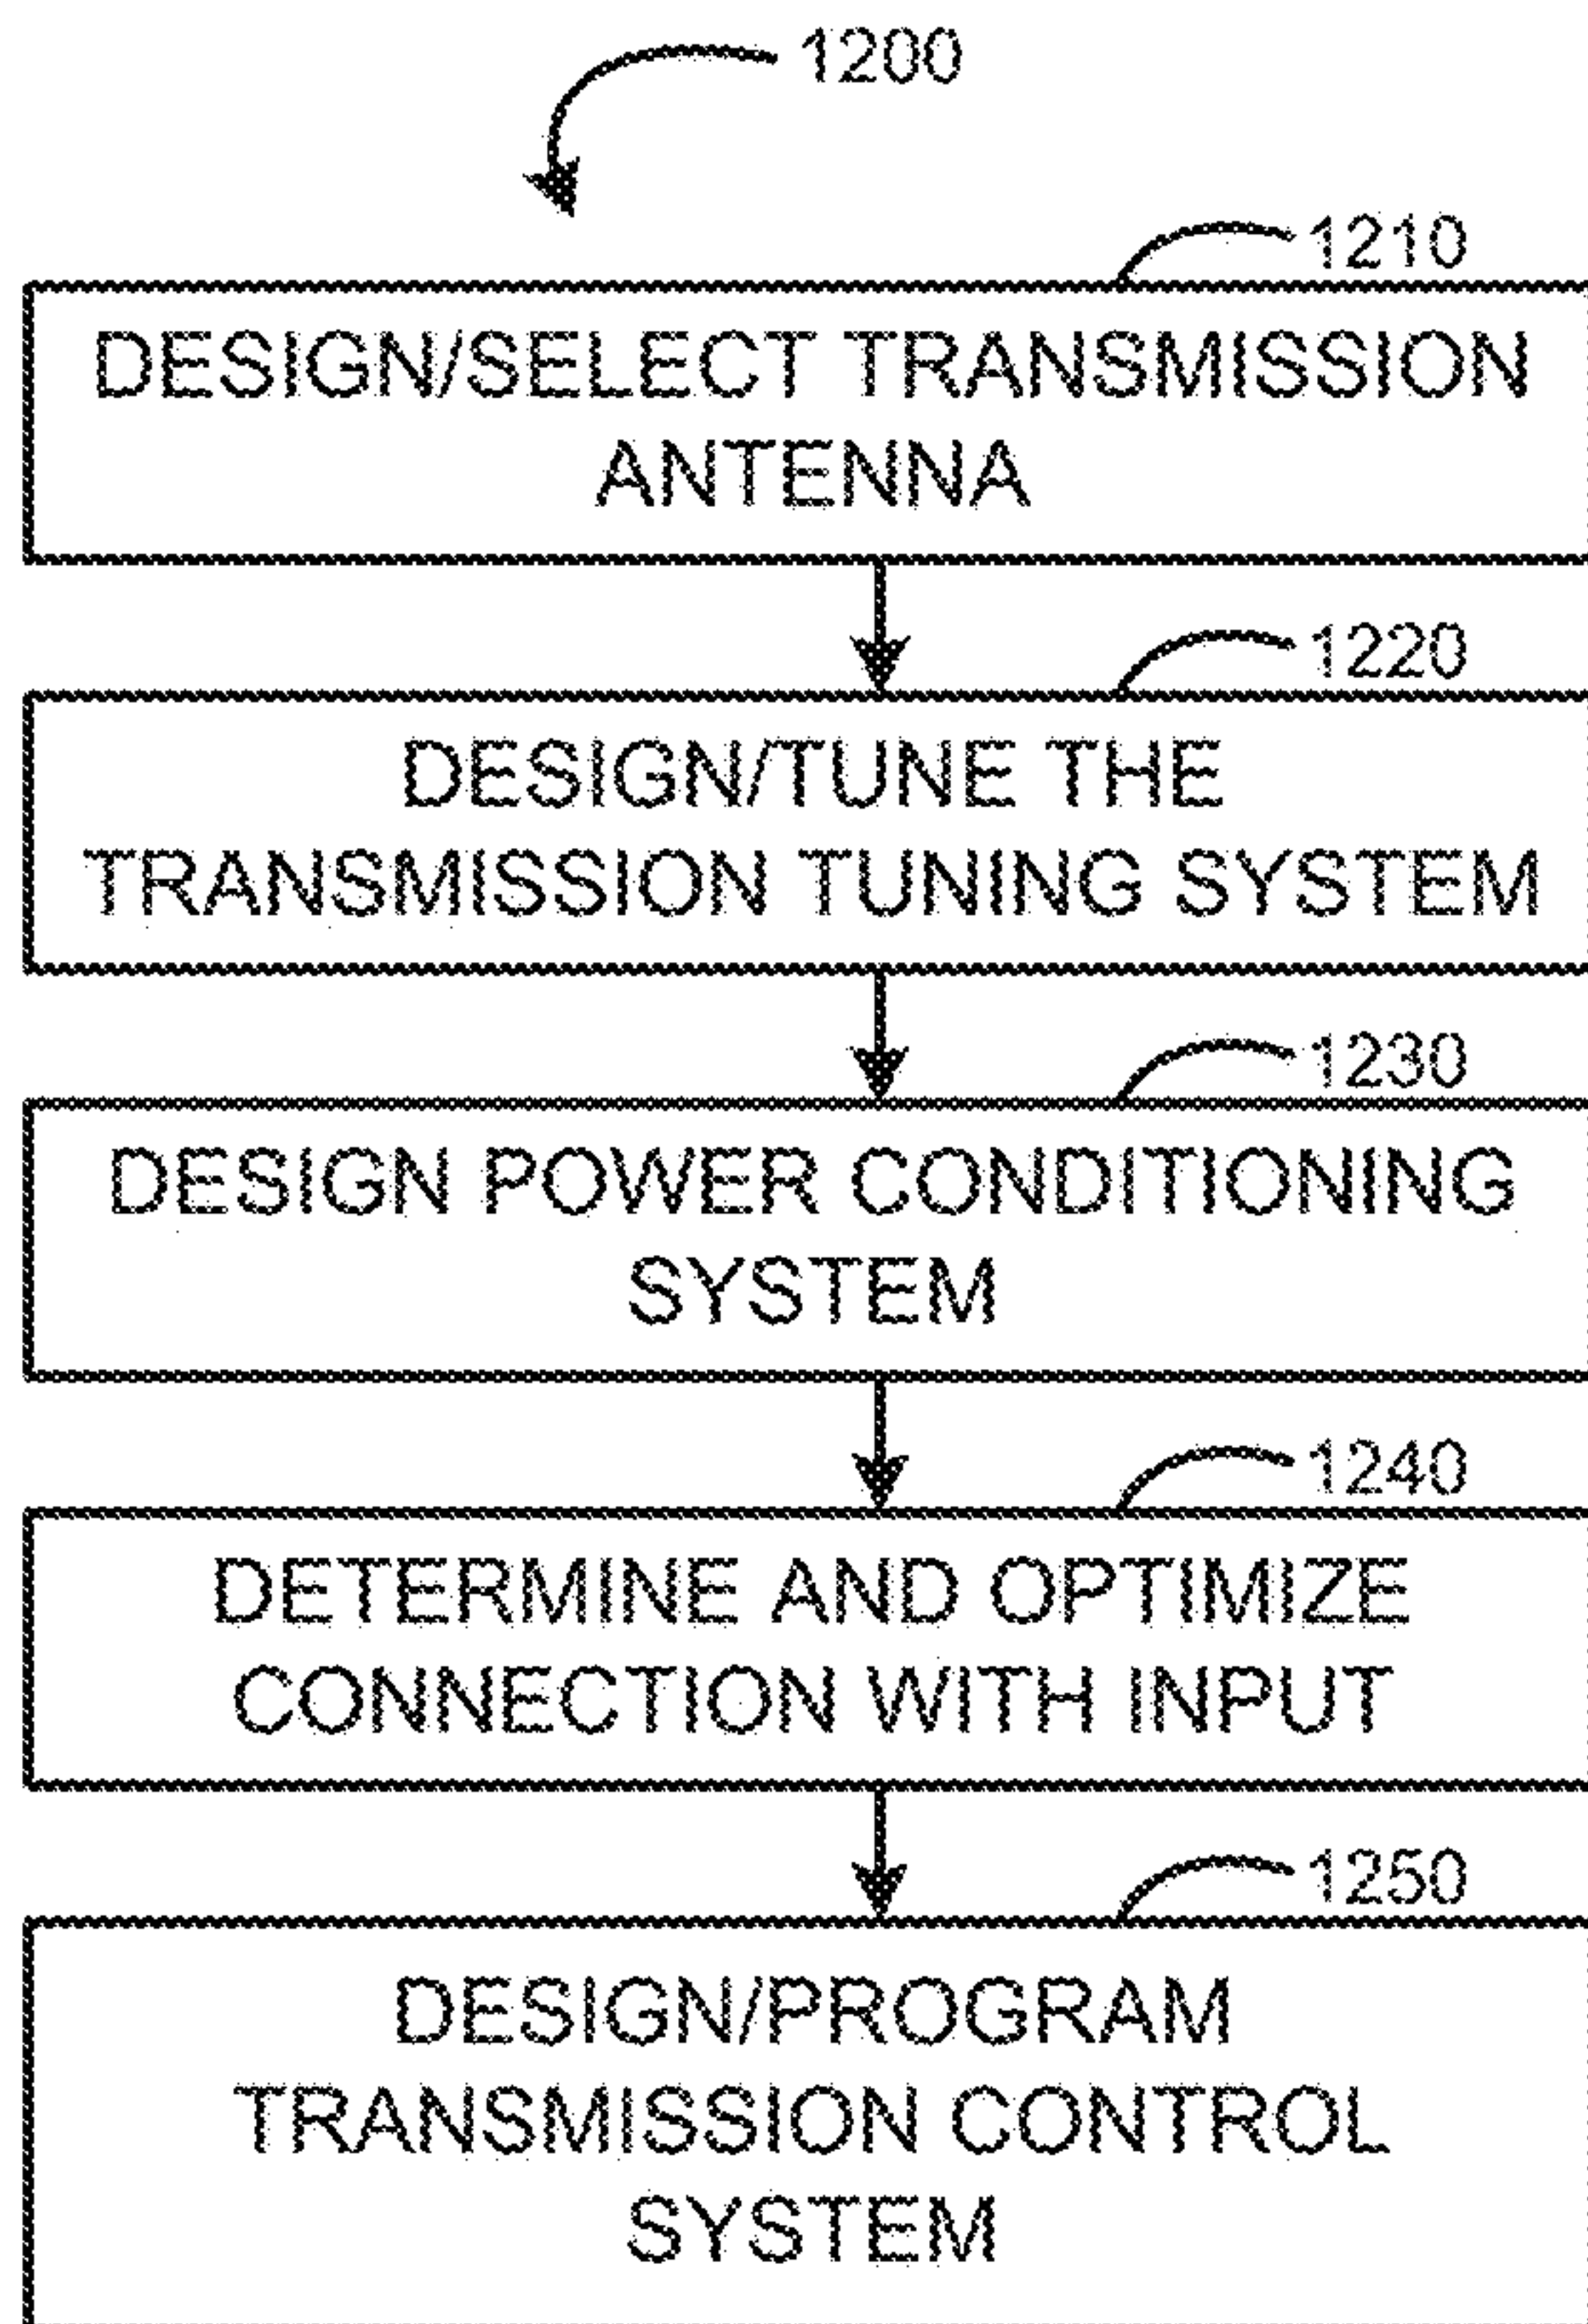 1200
1210
DESIGN/SELECT TRANSMISSION
ANTENNA
1220
DESIGN/TUNE THE
TRANSMISSION TUNING SYSTEM
1230
DESIGN POWER CONDITIONING
SYSTEM
1240
DETERMINE AND OPTIMIZE
CONNECTION WITH INPUT
1250
DESIGN/PROGRAM
TRANSMISSION CONTROL
SYSTEM